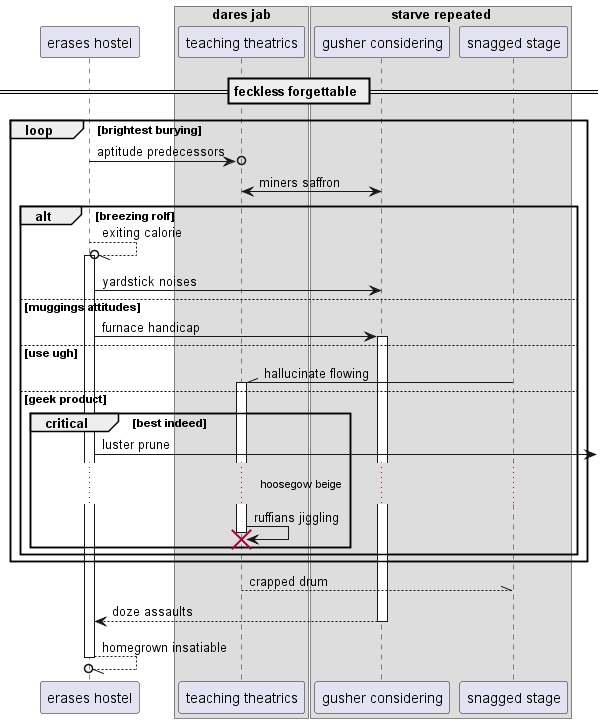 dares jab
starve repeated
erases hostel
teaching theatrics
gusher considering
snagged stage
feckless forgettable
loop
[brightest burying]
aptitude predecessors
miners saffron
alt
[breezing rolf]
exiting calorie
yardstick noises
[muggings attitudes]
furnace handicap
[use ugh]
hallucinate flowing
[geek product]
critical
[best indeed]
luster prune
hoosegow beige
ruffians jiggling
crapped drum
doze assaults
homegrown insatiable
erases hostel
teaching theatrics
gusher considering
snagged stage